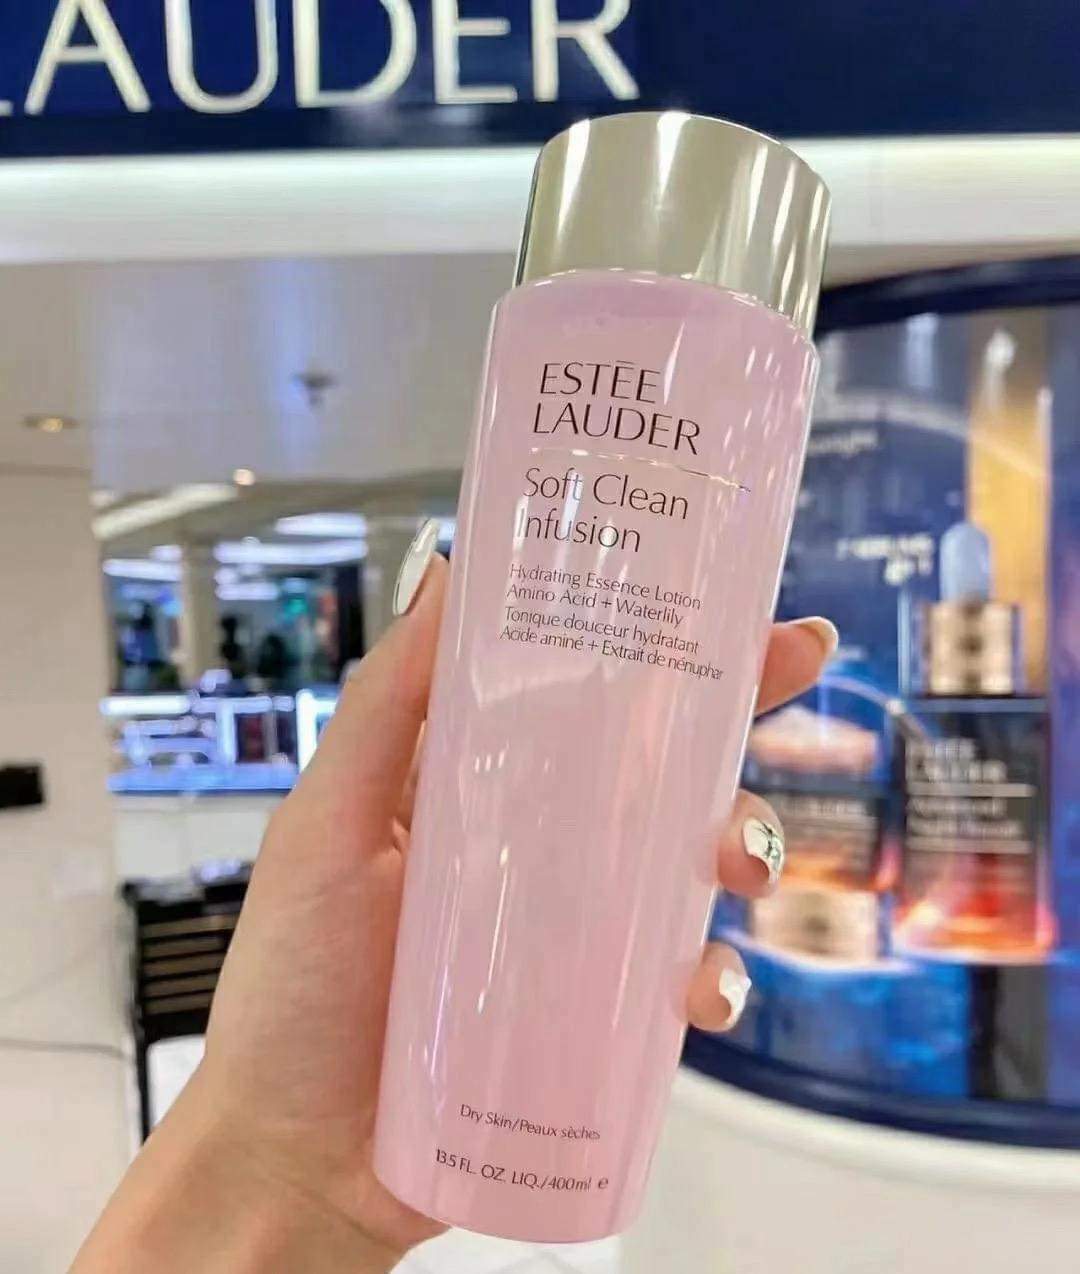 LAUDER
ESTĒE
LAUDER
Soft Clean
Infusion
Hydrating Essence Lotion
Amino Acid + Waterlily
Tonique douceur hydratant
Acide aminé + Extrait de nénuphar
Dry Skin/Peaux sèches
13.5 FL. OZ. LIQ./400ml e